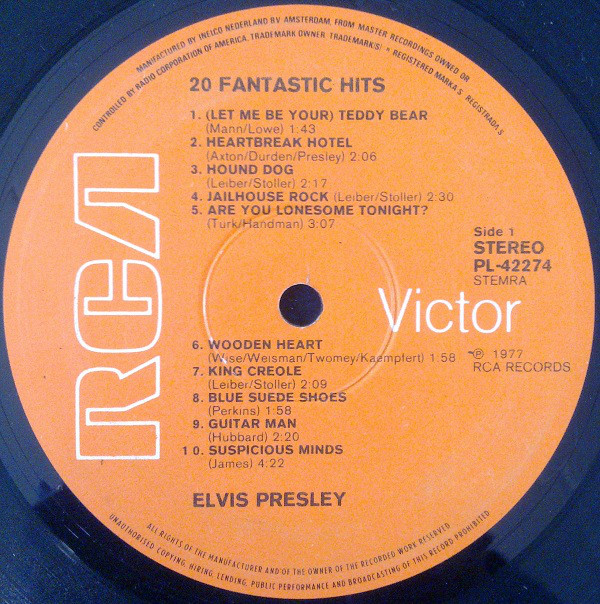 MANUFACTURED BY INELCO NEDERLAND B.V. AMSTERDAM, FROM MASTER RECORDINGS OWNED OR
CONTROLLED BY RADIO CORPORATION OF AMERICA, TRADEMARK OWNER TRADEMARK(S) ® REGISTERED MARKAS REGISTRADAS
20 FANTASTIC HITS
1. (LET ME BE YOUR) TEDDY BEAR
(Mann/Lowe) 1:43
2. HEARTBREAK HOTEL
(Axton/Durden/Presley) 2:06
3. HOUND DOG
(Leiber/Stoller) 2:17
4. JAILHOUSE ROCK (Leiber/Stoller) 2:30
5. ARE YOU LONESOME TONIGHT?
(Turk/Handman) 3:07
Side 1
STEREO
PL-42274
STEMRA
RCA
Victor
6. WOODEN HEART
(Wise/Weisman/Twomey/Kaempfert) 1:58
7. KING CREOLE
(Leiber/Stoller) 2:09
8. BLUE SUEDE SHOES
(Perkins) 1:58
9. GUITAR MAN
(Hubbard) 2:20
10. SUSPICIOUS MINDS
(James) 4:22
℗ 1977
RCA RECORDS
ELVIS PRESLEY
ALL RIGHTS OF THE MANUFACTURER AND OF THE OWNER OF THE RECORDED WORK RESERVED
UNAUTHORISED COPYING, HIRING, LENDING, PUBLIC PERFORMANCE AND BROADCASTING OF THIS RECORD PROHIBITED